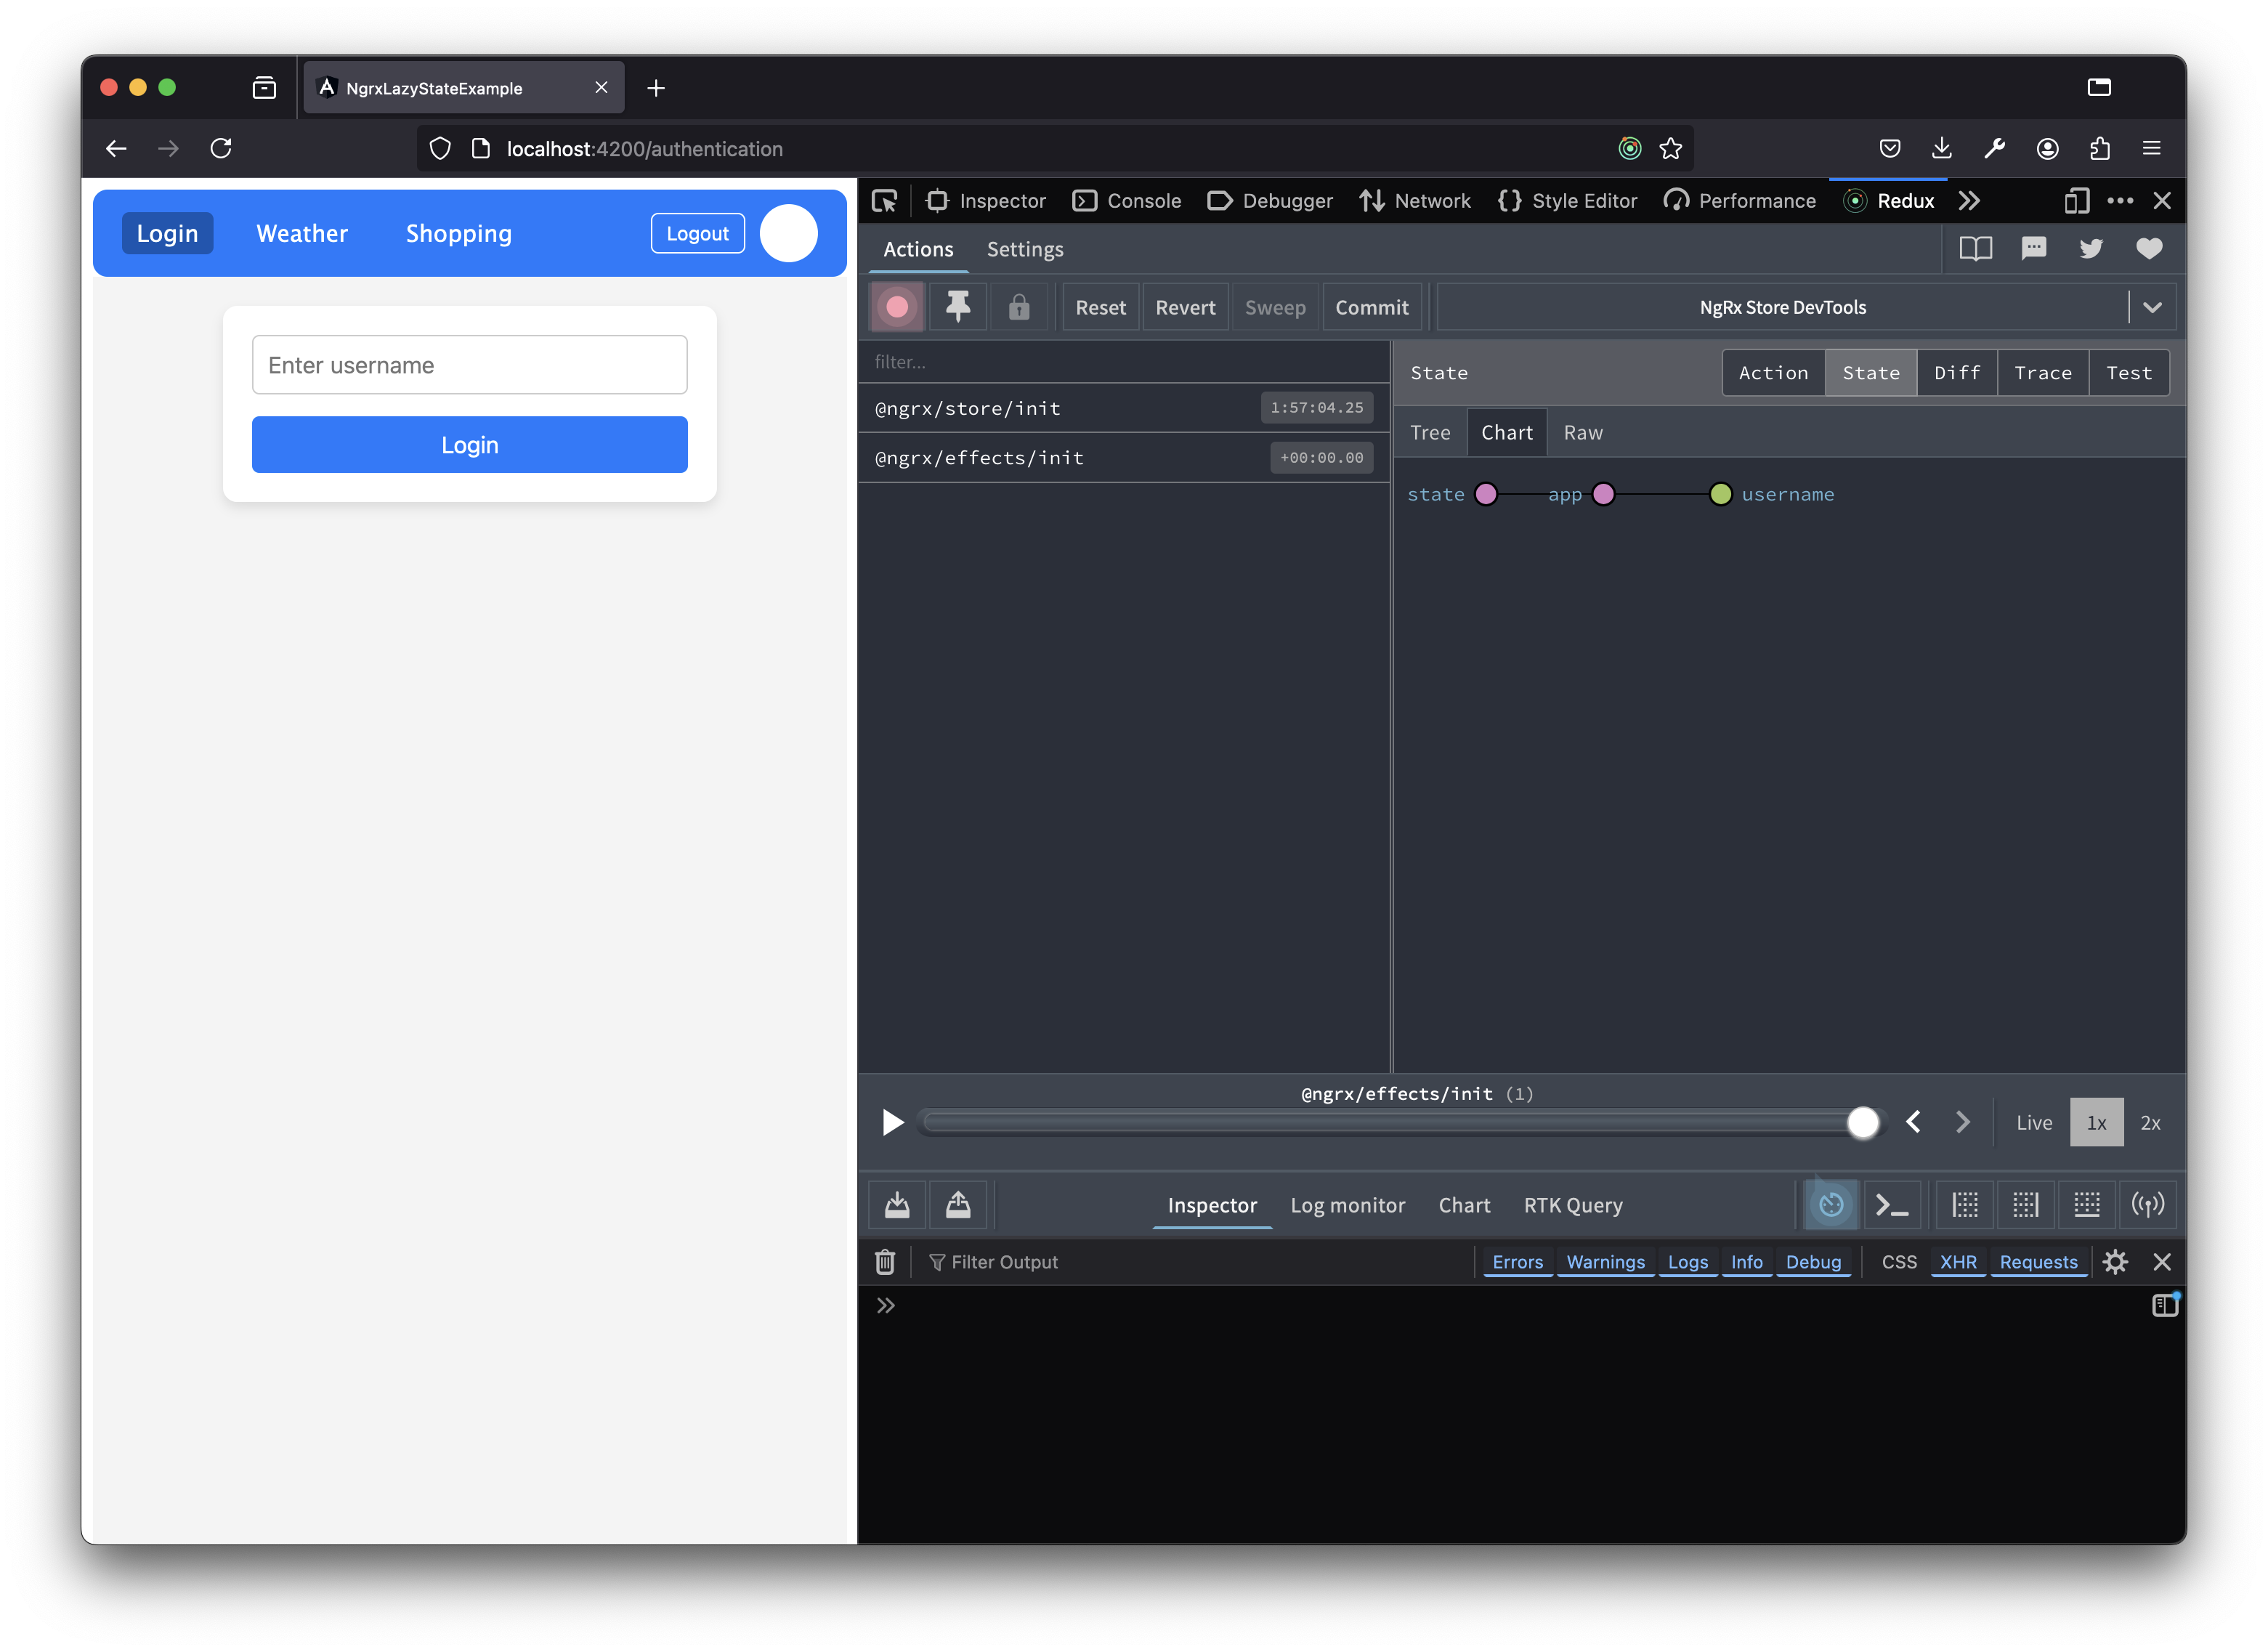 NgrxLazyStateExample
localhost:4200/authentication
Login Weather Shopping Logout
Enter username
Login
Inspector Console Debugger Network Style Editor Performance Redux
Actions Settings
Reset Revert Sweep Commit NgRx Store DevTools
filter...
@ngrx/store/init 1:57:04.25
@ngrx/effects/init +00:00.00
State Action State Diff Trace Test
Tree Chart Raw
state app username
@ngrx/effects/init (1)
Live 1x 2x
Inspector Log monitor Chart RTK Query
Filter Output Errors Warnings Logs Info Debug CSS XHR Requests